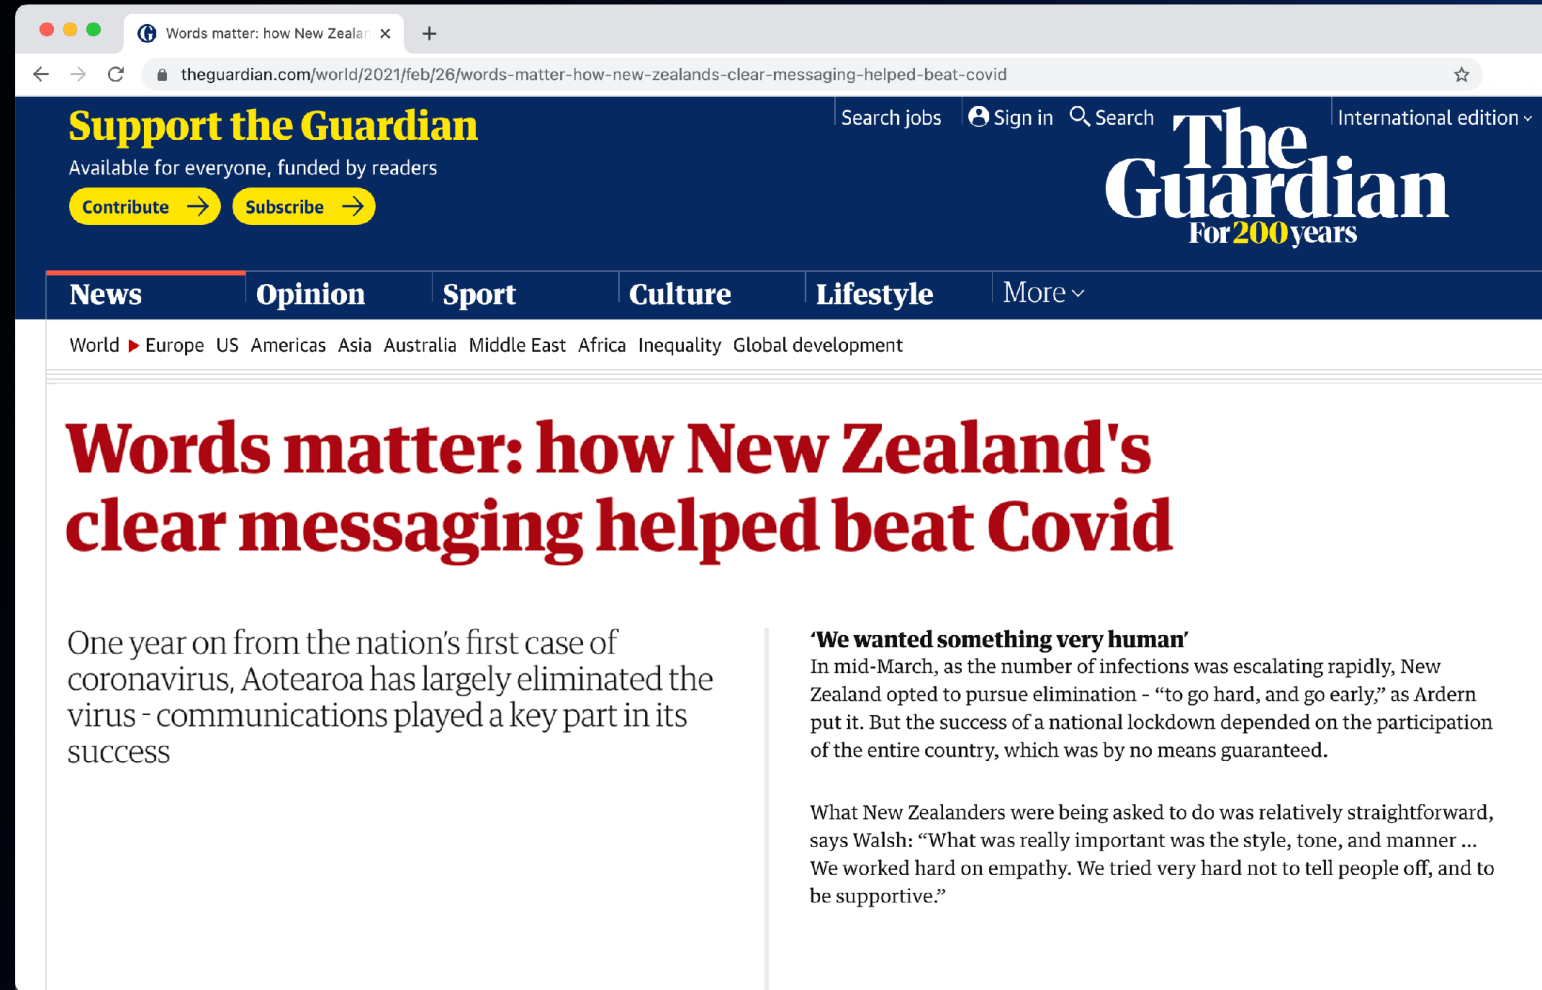 Words matter: how New Zealan
theguardian.com/world/2021/feb/26/words-matter-how-new-zealands-clear-messaging-helped-beat-covid
Support the Guardian
Available for everyone, funded by readers
Contribute
Subscribe
Search jobs
Sign in
Search
International edition
The
Guardian
For 200 years
News
Opinion
Sport
Culture
Lifestyle
More
World
Europe
US
Americas
Asia
Australia
Middle East
Africa
Inequality
Global development
Words matter: how New Zealand's
clear messaging helped beat Covid
One year on from the nation's first case of
coronavirus, Aotearoa has largely eliminated the
virus - communications played a key part in its
success
‘We wanted something very human’
In mid-March, as the number of infections was escalating rapidly, New
Zealand opted to pursue elimination - “to go hard, and go early,” as Ardern
put it. But the success of a national lockdown depended on the participation
of the entire country, which was by no means guaranteed.
What New Zealanders were being asked to do was relatively straightforward,
says Walsh: “What was really important was the style, tone, and manner ...
We worked hard on empathy. We tried very hard not to tell people off, and to
be supportive.”